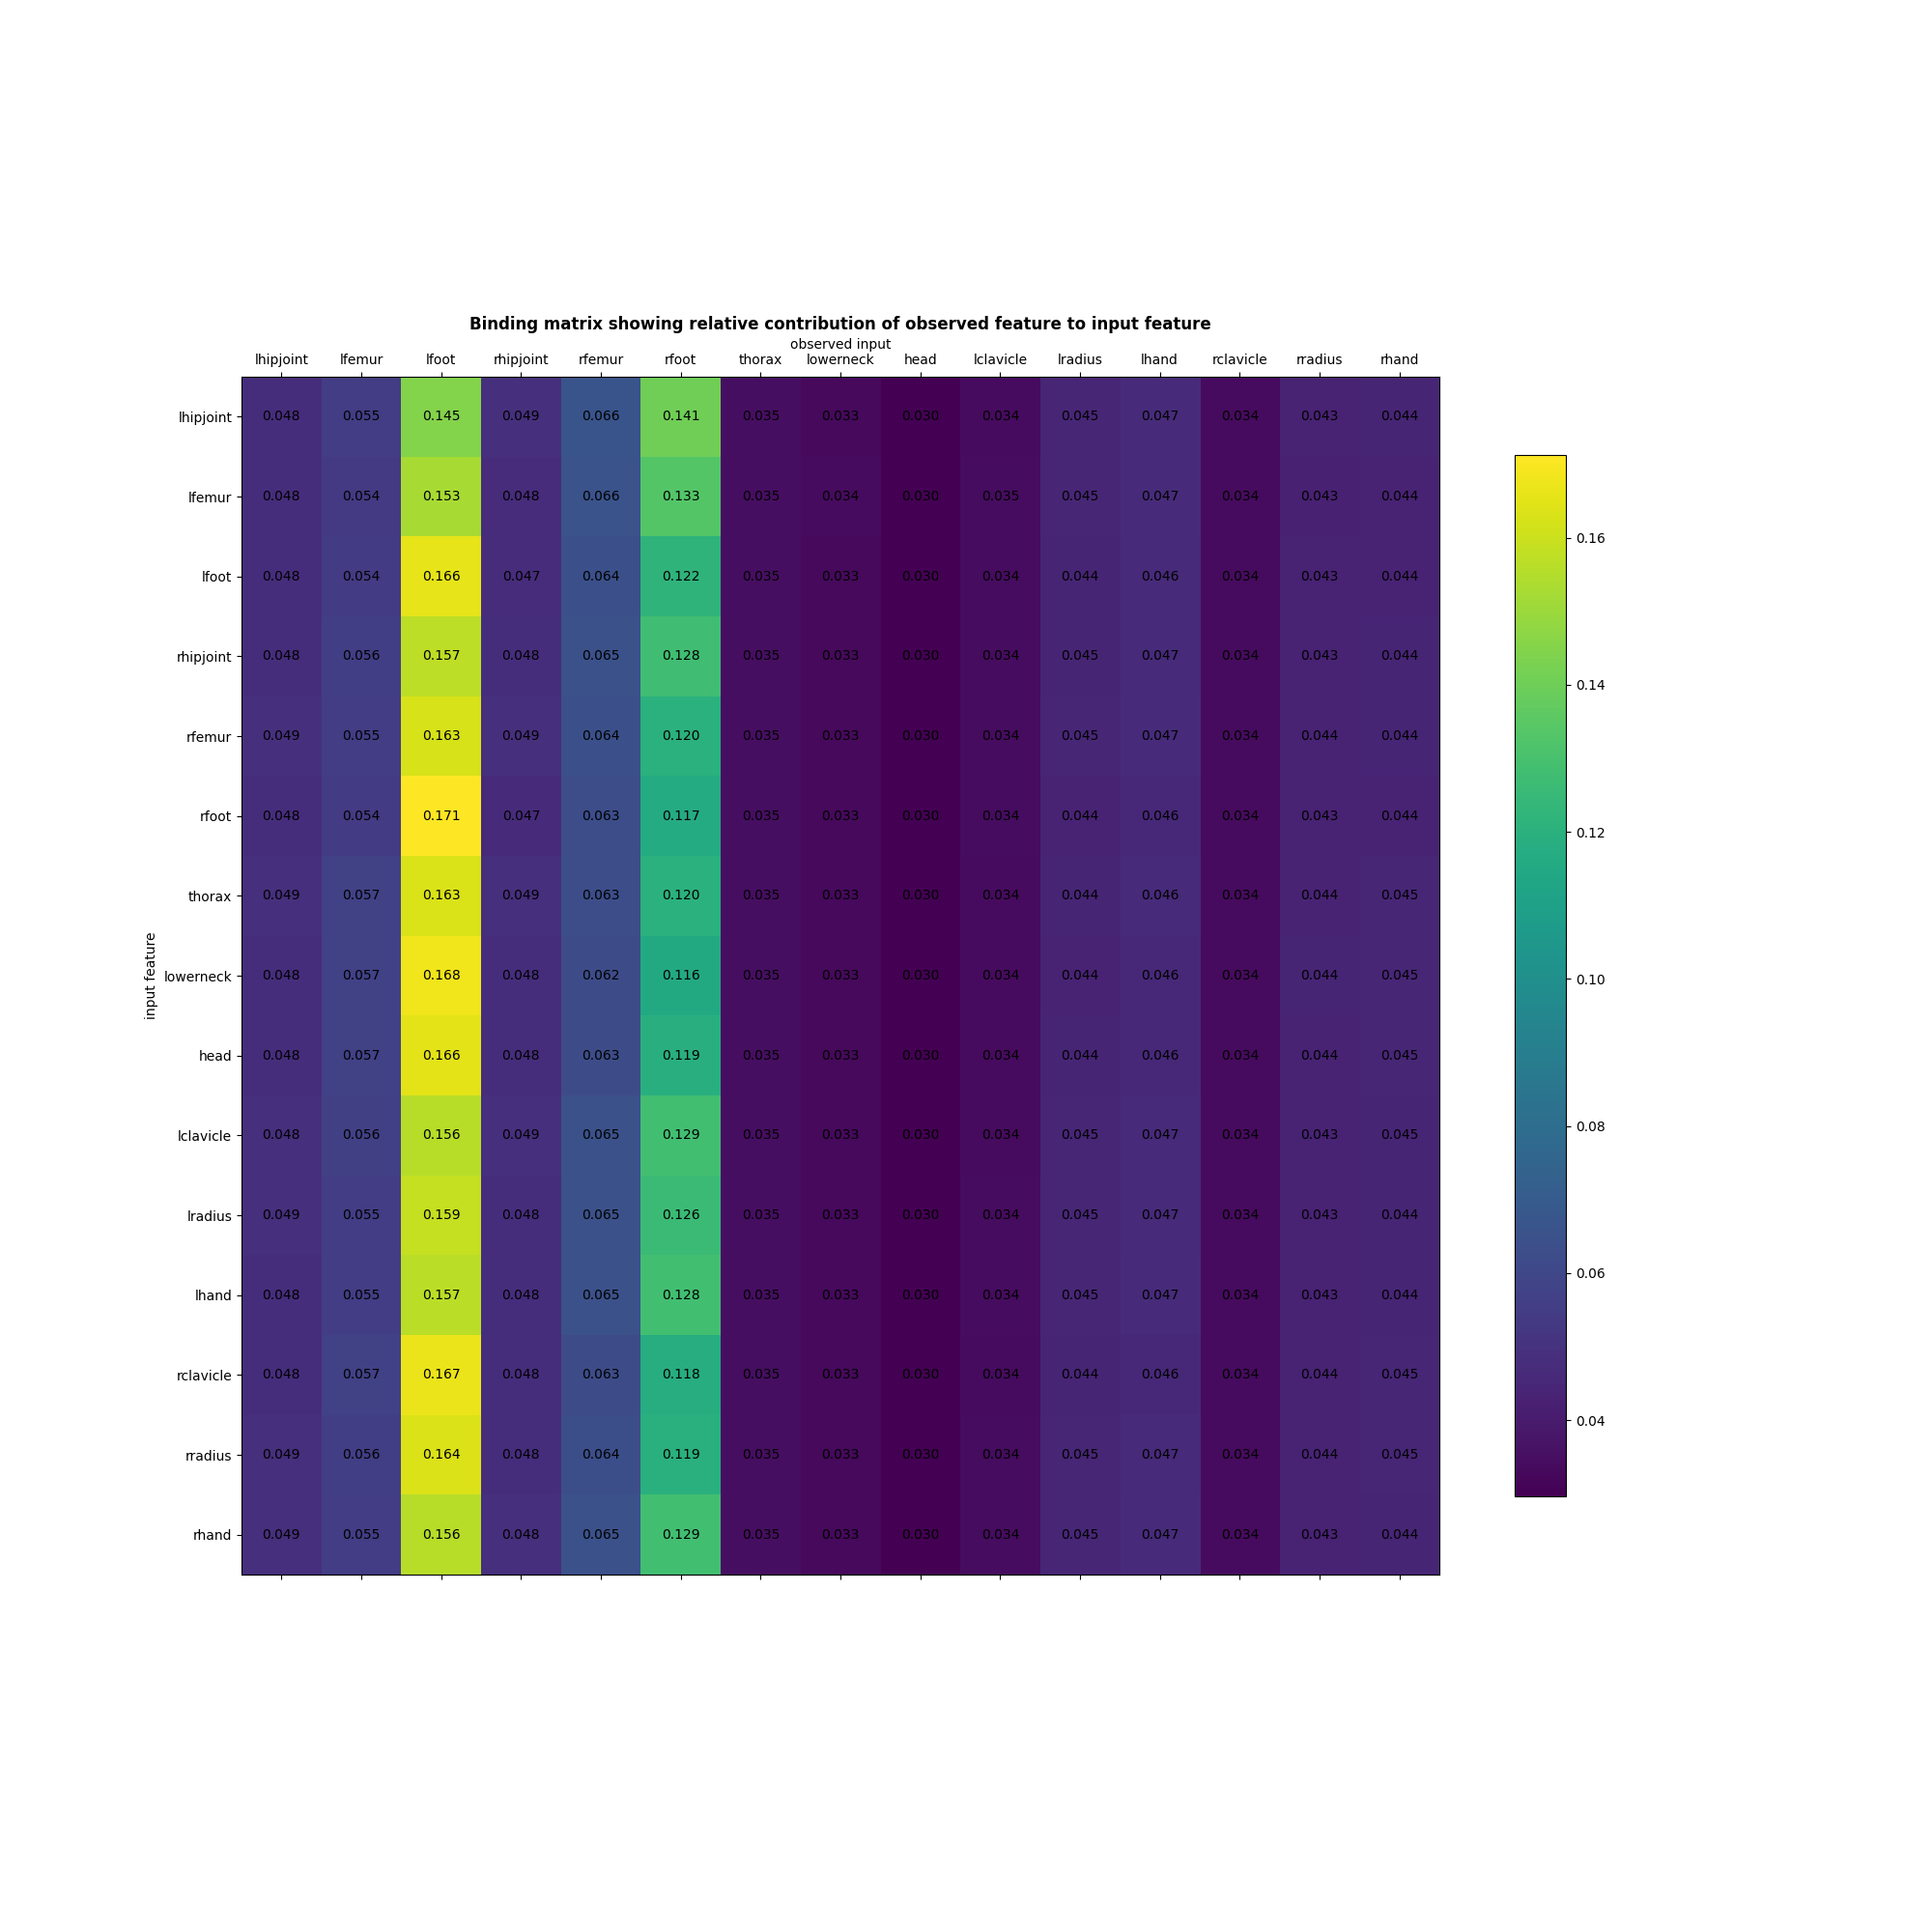 Binding matrix showing relative contribution of observed feature to input feature
observed input
lhipjoint lfemur lfoot rhipjoint rfemur rfoot thorax lowerneck head lclavicle lradius lhand rclavicle rradius rhand
lhipjoint 0.048 0.055 0.145 0.049 0.066 0.141 0.035 0.033 0.030 0.034 0.045 0.047 0.034 0.043 0.044
lfemur 0.048 0.054 0.153 0.048 0.066 0.133 0.035 0.034 0.030 0.035 0.045 0.047 0.034 0.043 0.044
0.16
lfoot 0.048 0.054 0.166 0.047 0.064 0.122 0.035 0.033 0.030 0.034 0.044 0.046 0.034 0.043 0.044
rhipjoint 0.048 0.056 0.157 0.048 0.065 0.128 0.035 0.033 0.030 0.034 0.045 0.047 0.034 0.043 0.044
0.14
rfemur 0.049 0.055 0.163 0.049 0.064 0.120 0.035 0.033 0.030 0.034 0.045 0.047 0.034 0.044 0.044
rfoot 0.048 0.054 0.171 0.047 0.063 0.117 0.035 0.033 0.030 0.034 0.044 0.046 0.034 0.043 0.044
0.12
thorax 0.049 0.057 0.163 0.049 0.063 0.120 0.035 0.033 0.030 0.034 0.044 0.046 0.034 0.044 0.045
input feature
lowerneck 0.048 0.057 0.168 0.048 0.062 0.116 0.035 0.033 0.030 0.034 0.044 0.046 0.034 0.044 0.045
0.10
head 0.048 0.057 0.166 0.048 0.063 0.119 0.035 0.033 0.030 0.034 0.044 0.046 0.034 0.044 0.045
0.08
lclavicle 0.048 0.056 0.156 0.049 0.065 0.129 0.035 0.033 0.030 0.034 0.045 0.047 0.034 0.043 0.045
lradius 0.049 0.055 0.159 0.048 0.065 0.126 0.035 0.033 0.030 0.034 0.045 0.047 0.034 0.043 0.044
0.06
lhand 0.048 0.055 0.157 0.048 0.065 0.128 0.035 0.033 0.030 0.034 0.045 0.047 0.034 0.043 0.044
rclavicle 0.048 0.057 0.167 0.048 0.063 0.118 0.035 0.033 0.030 0.034 0.044 0.046 0.034 0.044 0.045
0.04
rradius 0.049 0.056 0.164 0.048 0.064 0.119 0.035 0.033 0.030 0.034 0.045 0.047 0.034 0.044 0.045
rhand 0.049 0.055 0.156 0.048 0.065 0.129 0.035 0.033 0.030 0.034 0.045 0.047 0.034 0.043 0.044